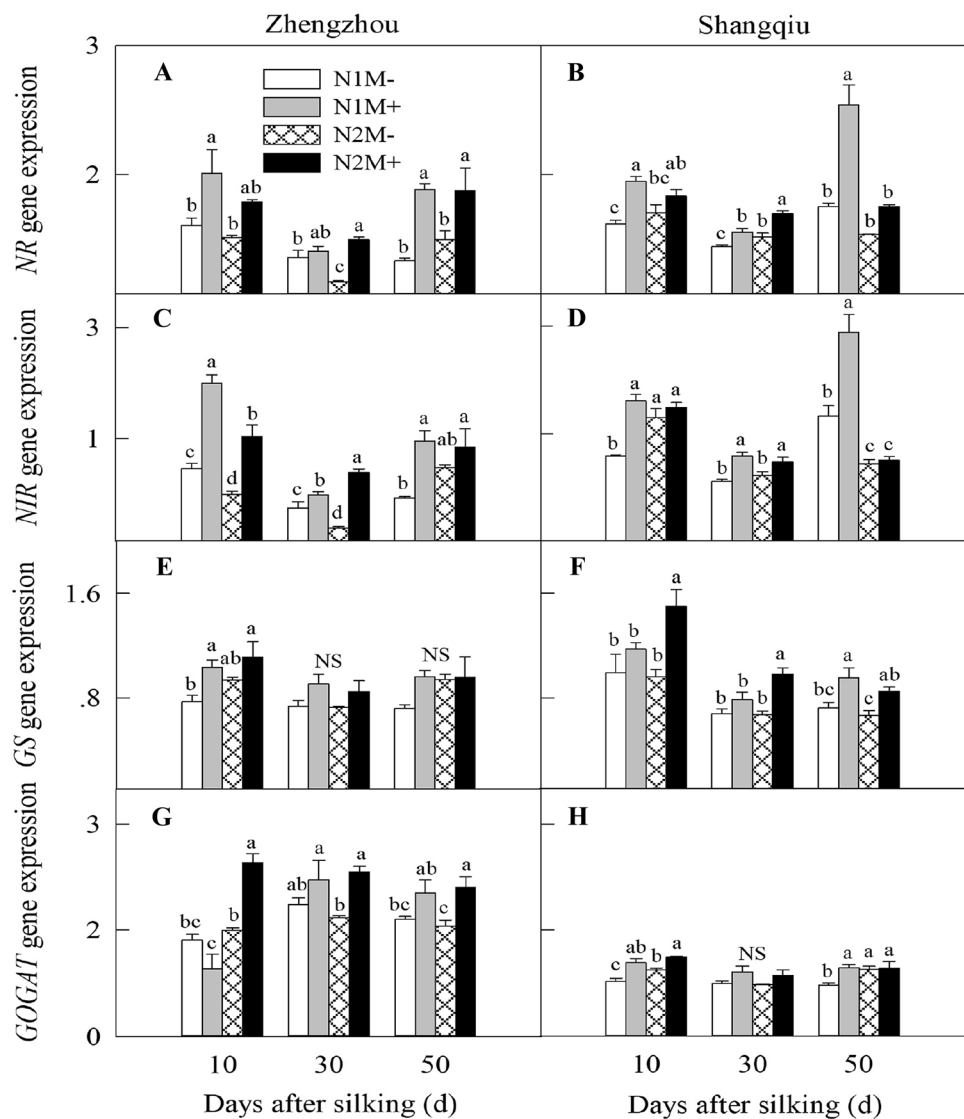 Zhengzhou
Shangqiu
NR gene expression
3
2
A
N1M-
N1M+
N2M-
N2M+
b a b ab
b ab c a
b a b a
B
c a bc ab
c b b a
b a b b
NIR gene expression
3
1
C
c a d b
c b d a
b a ab a
D
b a a a
b a b a
b a c c
GS gene expression
1.6
.8
E
b a ab a
NS
NS
F
b b b a
b b b a
bc a c ab
GOGAT gene expression
3
2
0
G
bc c b a
ab a b a
bc ab c a
H
c ab b a
NS
b a a a
10 30 50
10 30 50
Days after silking (d)
Days after silking (d)